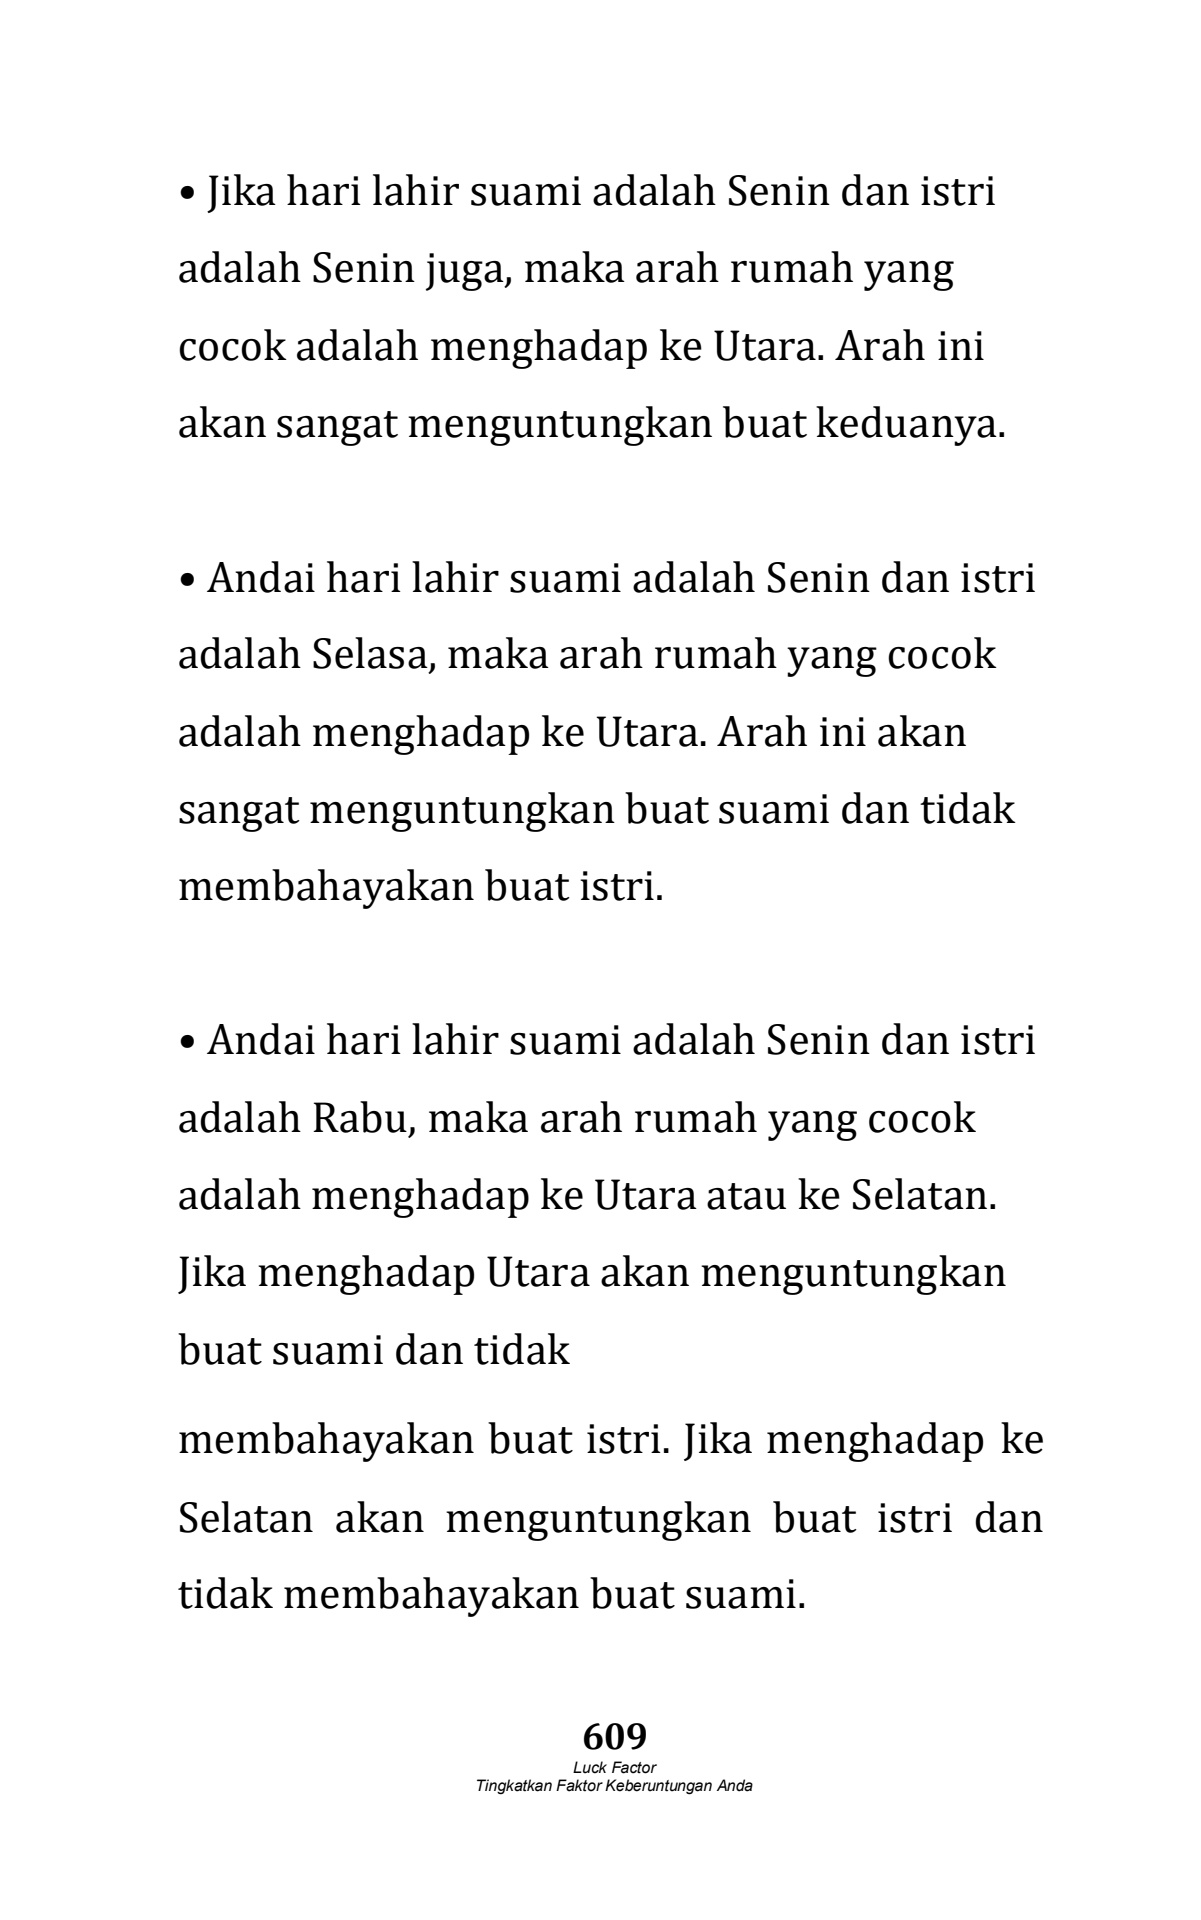 • Jika hari lahir suami adalah Senin dan istri
adalah Senin juga, maka arah rumah yang
cocok adalah menghadap ke Utara. Arah ini
akan sangat menguntungkan buat keduanya.
• Andai hari lahir suami adalah Senin dan istri
adalah Selasa, maka arah rumah yang cocok
adalah menghadap ke Utara. Arah ini akan
sangat menguntungkan buat suami dan tidak
membahayakan buat istri.
• Andai hari lahir suami adalah Senin dan istri
adalah Rabu, maka arah rumah yang cocok
adalah menghadap ke Utara atau ke Selatan.
Jika menghadap Utara akan menguntungkan
buat suami dan tidak
membahayakan buat istri. Jika menghadap ke
Selatan akan menguntungkan buat istri dan
tidak membahayakan buat suami.
609
Luck Factor
Tingkatkan Faktor Keberuntungan Anda